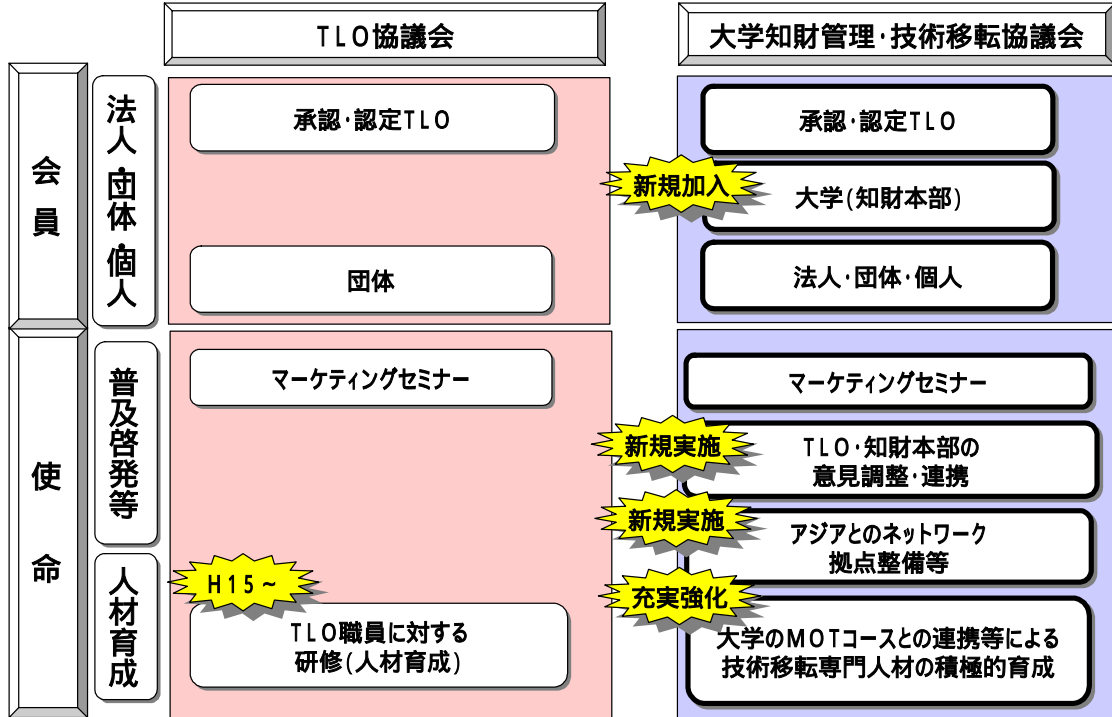 TLO協議会
大学知財管理・技術移転協議会
会員
法人・団体・個人
承認・認定TLO
団体
新規加入
承認・認定TLO
大学(知財本部)
法人・団体・個人
使命
普及啓発等
マーケティングセミナー
マーケティングセミナー
新規実施
TLO・知財本部の
意見調整・連携
新規実施
アジアとのネットワーク
拠点整備等
人材育成
H15~
TLO職員に対する
研修(人材育成)
充実強化
大学のMOTコースとの連携等による
技術移転専門人材の積極的育成